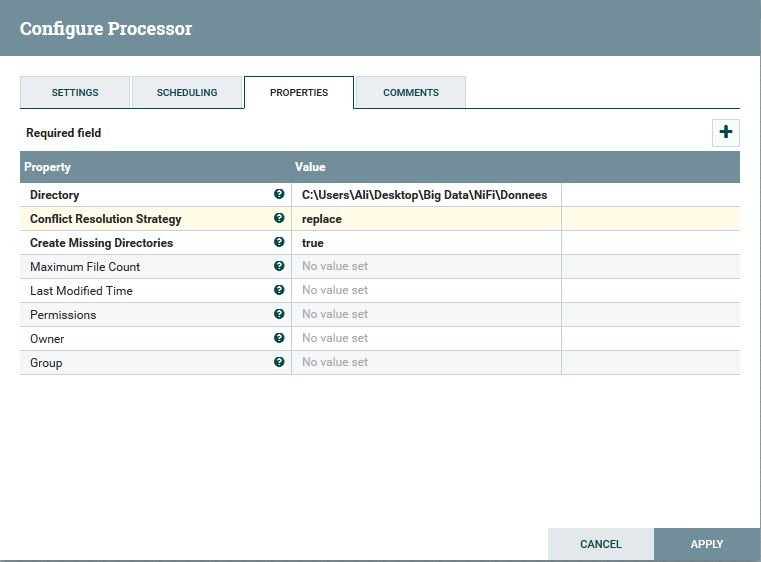 Configure Processor
SETTINGS SCHEDULING PROPERTIES COMMENTS
Required field
Property Value
Directory C:\Users\Ali\Desktop\Big Data\NiFi\Donnees
Conflict Resolution Strategy replace
Create Missing Directories true
Maximum File Count No value set
Last Modified Time No value set
Permissions No value set
Owner No value set
Group No value set
CANCEL APPLY